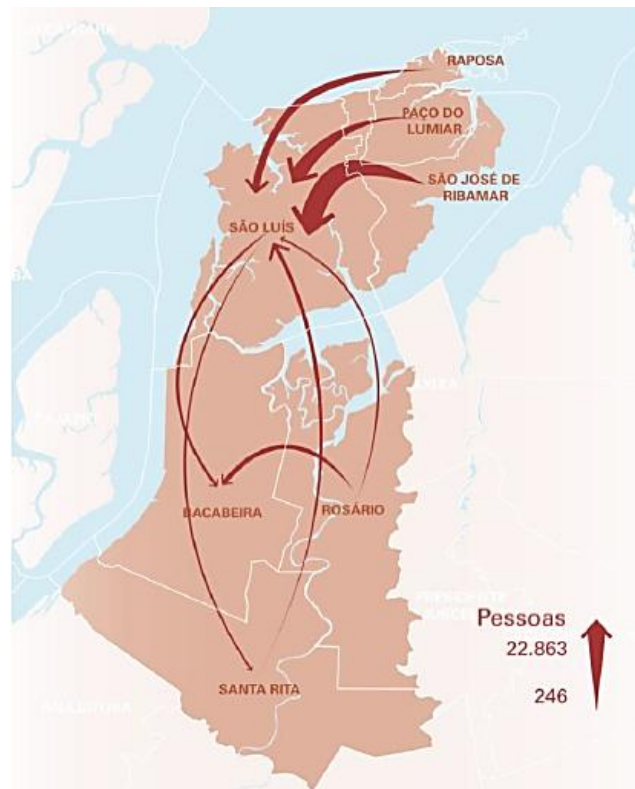 RAPOSA
PAÇO DO
LUMIAR
SÃO JOSÉ DE
RIBAMAR
SÃO LUÍS
BACABEIRA
ROSÁRIO
Pessoas
22.863
246
SANTA RITA